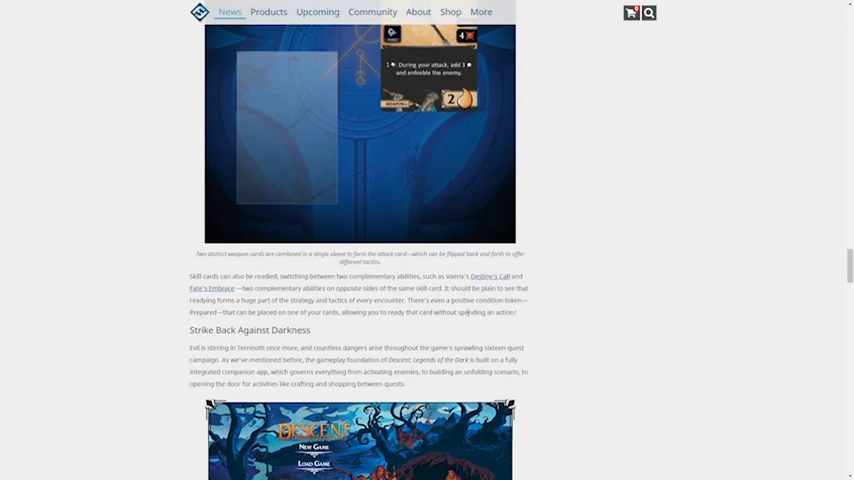 News Products Upcoming Community About Shop More
4
1 : During your attack, add 3
and enfeeble the enemy.
WEAPON
2
Two distinct weapon cards are combined in a single sleeve to form the attack card—which can be flipped back and forth to offer
different tactics.
Skill cards can also be readied, switching between two complementary abilities, such as Vaerix's Destiny's Call and
Fate's Embrace —two complementary abilities on opposite sides of the same skill card. It should be plain to see that
readying forms a huge part of the strategy and tactics of every encounter. There's even a positive condition token—
Prepared—that can be placed on one of your cards, allowing you to ready that card without spending an action!
Strike Back Against Darkness
Evil is stirring in Terrinoth once more, and countless dangers arise throughout the game's sprawling sixteen-quest
campaign. As we've mentioned before, the gameplay foundation of Descent: Legends of the Dark is built on a fully
integrated companion app, which governs everything from activating enemies, to building an unfolding scenario, to
opening the door for activities like crafting and shopping between quests.
DESCENT
NEW GAME
LOAD GAME